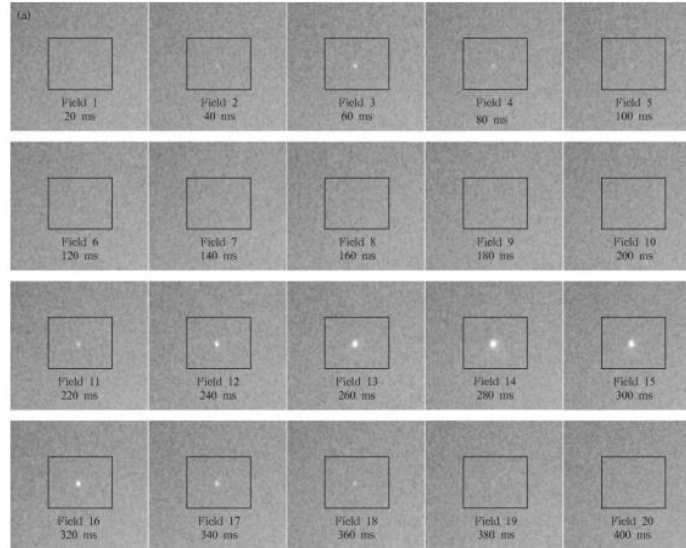 (a)
Field 1
20 ms
Field 2
40 ms
Field 3
60 ms
Field 4
80 ms
Field 5
100 ms
Field 6
120 ms
Field 7
140 ms
Field 8
160 ms
Field 9
180 ms
Field 10
200 ms
Field 11
220 ms
Field 12
240 ms
Field 13
260 ms
Field 14
280 ms
Field 15
300 ms
Field 16
320 ms
Field 17
340 ms
Field 18
360 ms
Field 19
380 ms
Field 20
400 ms